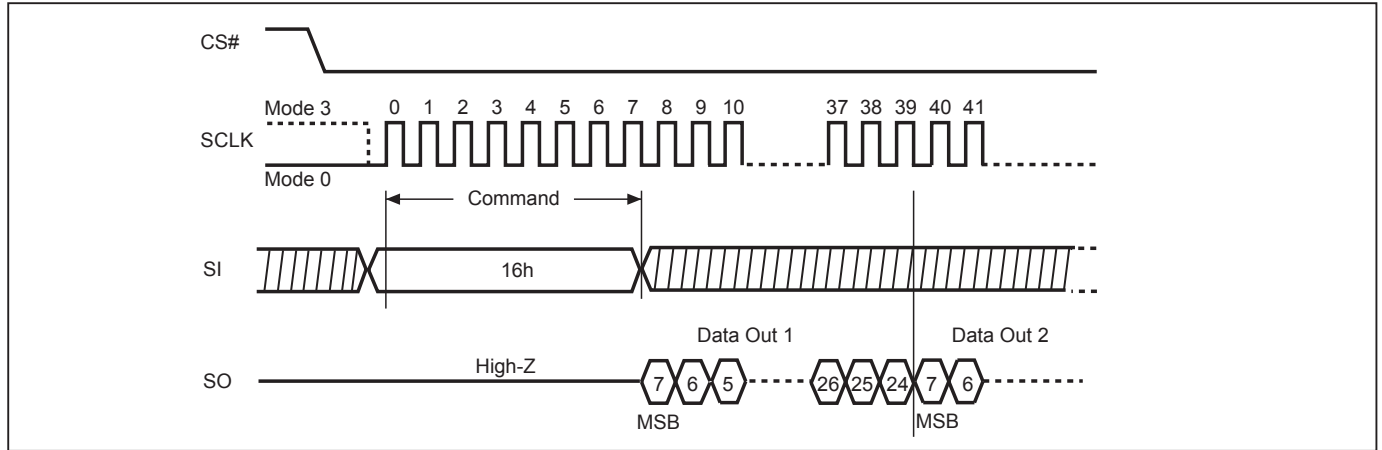 CS#
Mode 3
0 1 2 3 4 5 6 7 8 9 10 37 38 39 40 41
SCLK
Mode 0
Command
SI
16h
Data Out 1
Data Out 2
High-Z
SO
7 6 5 26 25 24 7 6
MSB
MSB